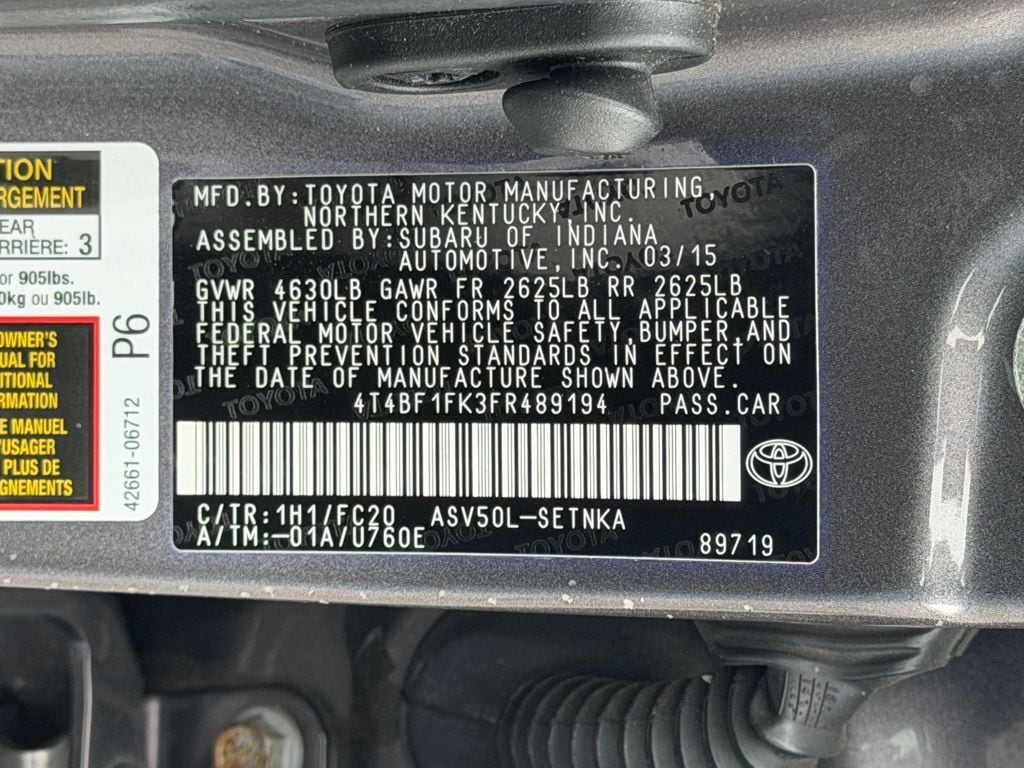 TION
RGEMENT
EAR
RRIÈRE: 3
or 905lbs.
0kg ou 905lb.
P6
OWNER'S
UAL FOR
ITIONAL
RMATION
E MANUEL
'USAGER
PLUS DE
GNEMENTS
42661-06712
MFD.BY:TOYOTA MOTOR MANUFACTURING
NORTHERN KENTUCKY,INC.
ASSEMBLED BY:SUBARU OF INDIANA
AUTOMOTIVE,INC. 03/15
GVWR 4630LB GAWR FR 2625LB RR 2625LB
THIS VEHICLE CONFORMS TO ALL APPLICABLE
FEDERAL MOTOR VEHICLE SAFETY,BUMPER,AND
THEFT PREVENTION STANDARDS IN EFFECT ON
THE DATE OF MANUFACTURE SHOWN ABOVE.
4T4BF1FK3FR489194 PASS.CAR
C/TR:1H1/FC20 ASV50L-SETNKA
A/TM:-01A/U760E 89719